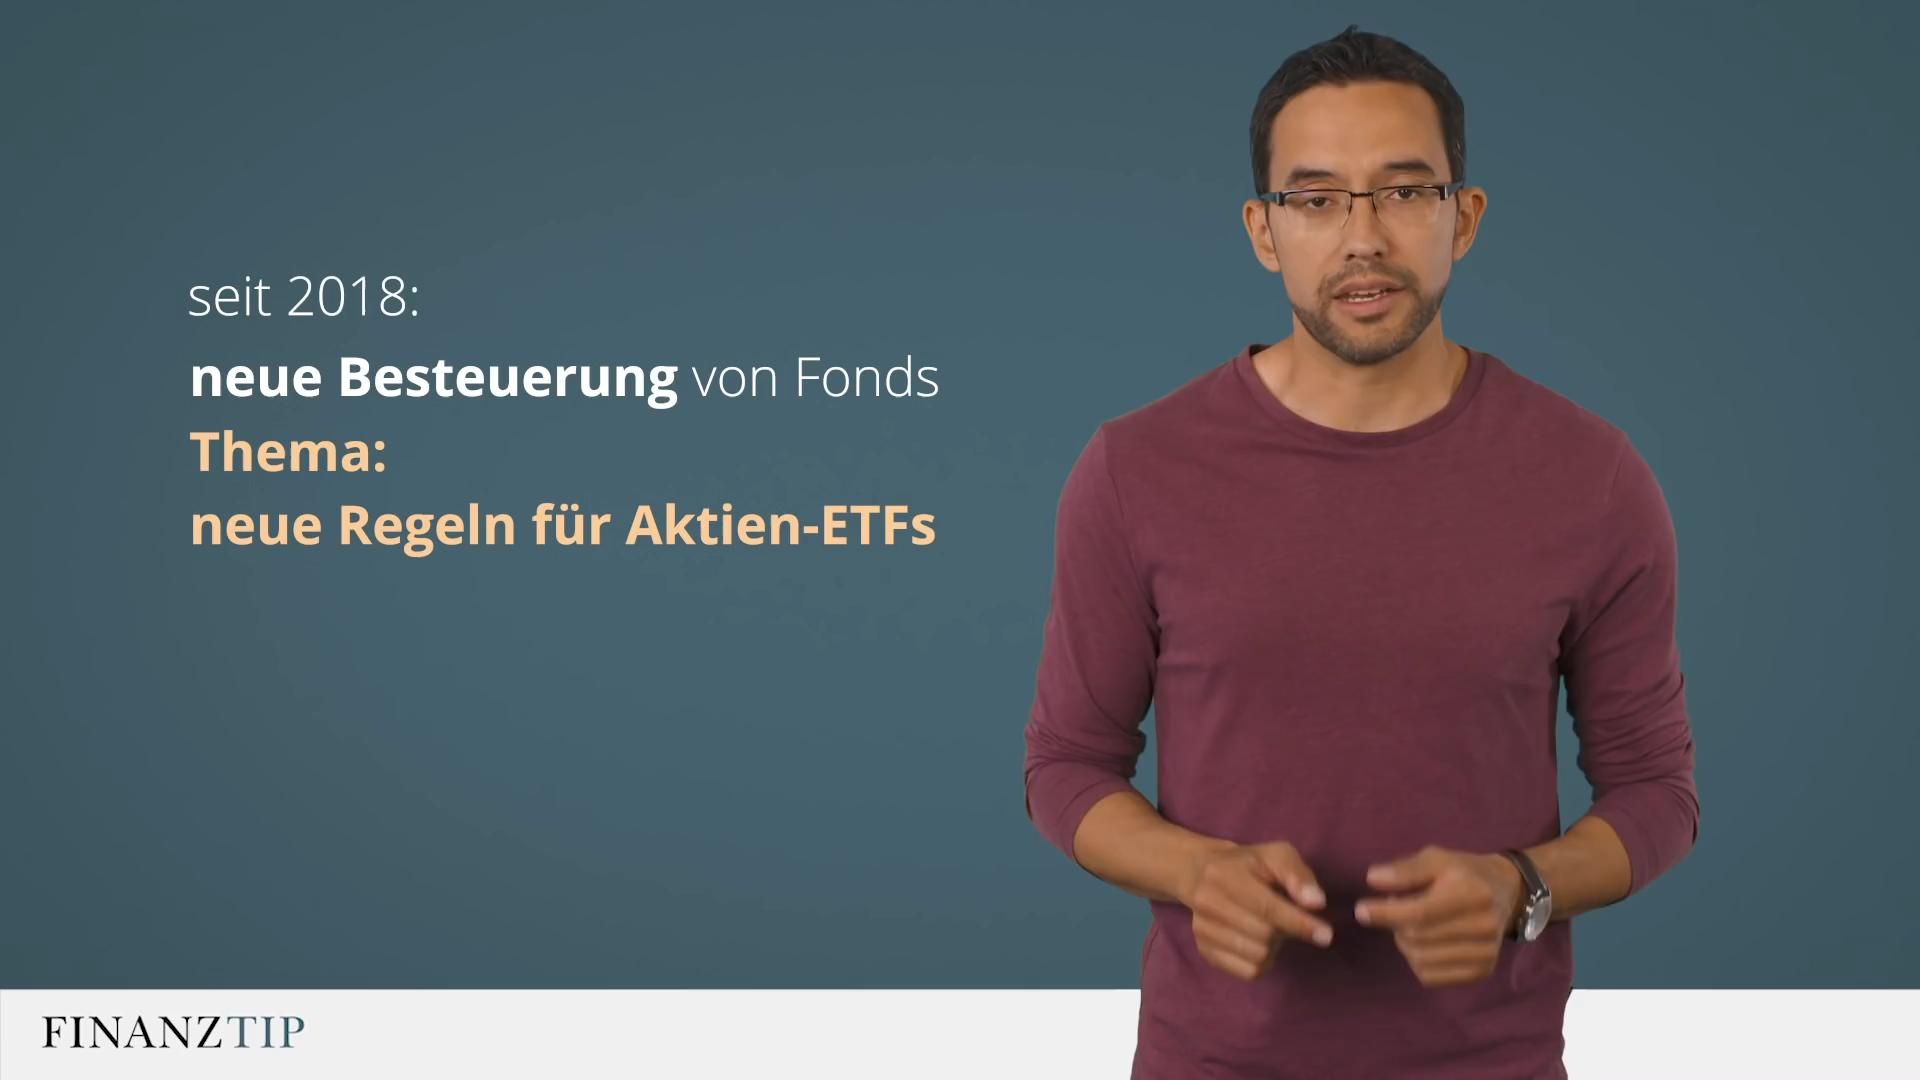 seit 2018:
neue Besteuerung von Fonds
Thema:
neue Regeln für Aktien-ETFs
FINANZTIP